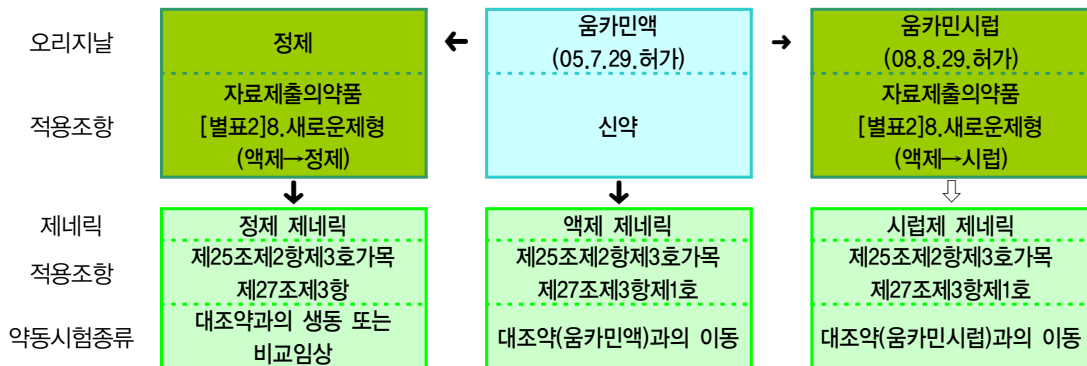 오리지날
정제
←
움카민액
(05.7.29.허가)
→
움카민시럽
(08.8.29.허가)
적용조항
자료제출의약품
[별표2]8.새로운제형
(액제→정제)
신약
자료제출의약품
[별표2]8.새로운제형
(액제→시럽)
제네릭
정제 제네릭
액제 제네릭
시럽제 제네릭
적용조항
제25조제2항제3호가목
제27조제3항
제25조제2항제3호가목
제27조제3항제1호
제25조제2항제3호가목
제27조제3항제1호
약동시험종류
대조약과의 생동 또는
비교임상
대조약(움카민액)과의 이동
대조약(움카민시럽)과의 이동